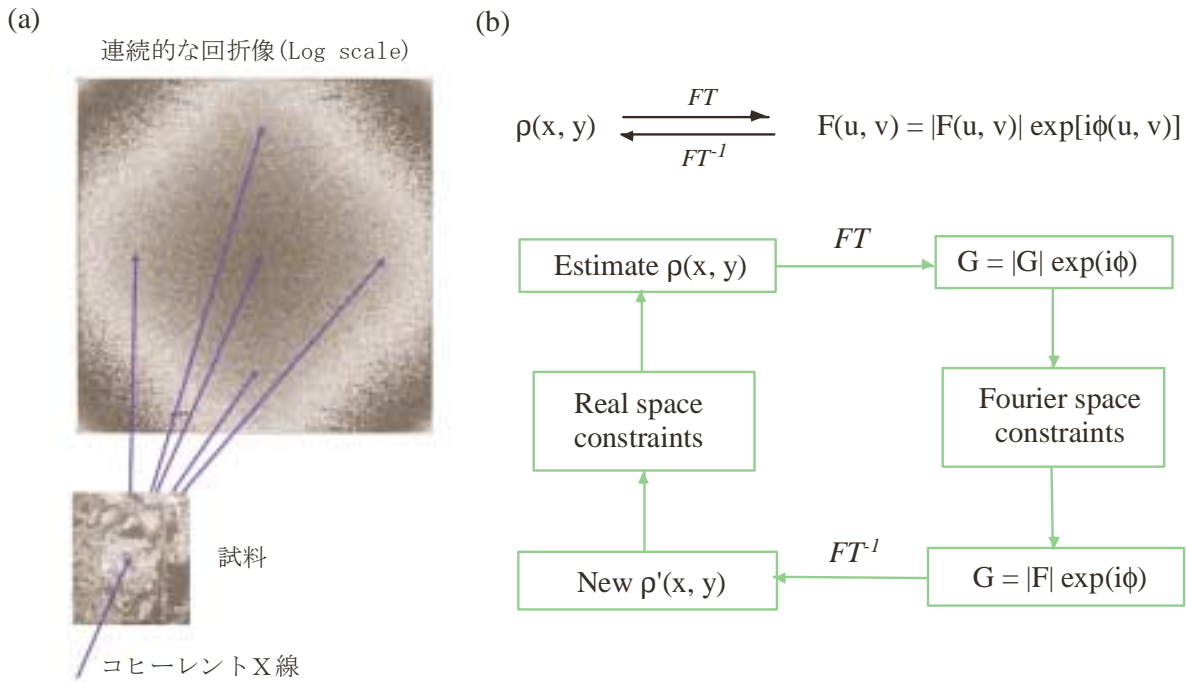 (a)
連続的な回折像(Log scale)
試料
コヒーレントX線
(b)
FT
ρ(x, y)
F(u, v) = |F(u, v)| exp[iϕ(u, v)]
FT⁻¹
Estimate ρ(x, y)
FT
G = |G| exp(iϕ)
Real space
constraints
Fourier space
constraints
New ρ'(x, y)
FT⁻¹
G = |F| exp(iϕ)